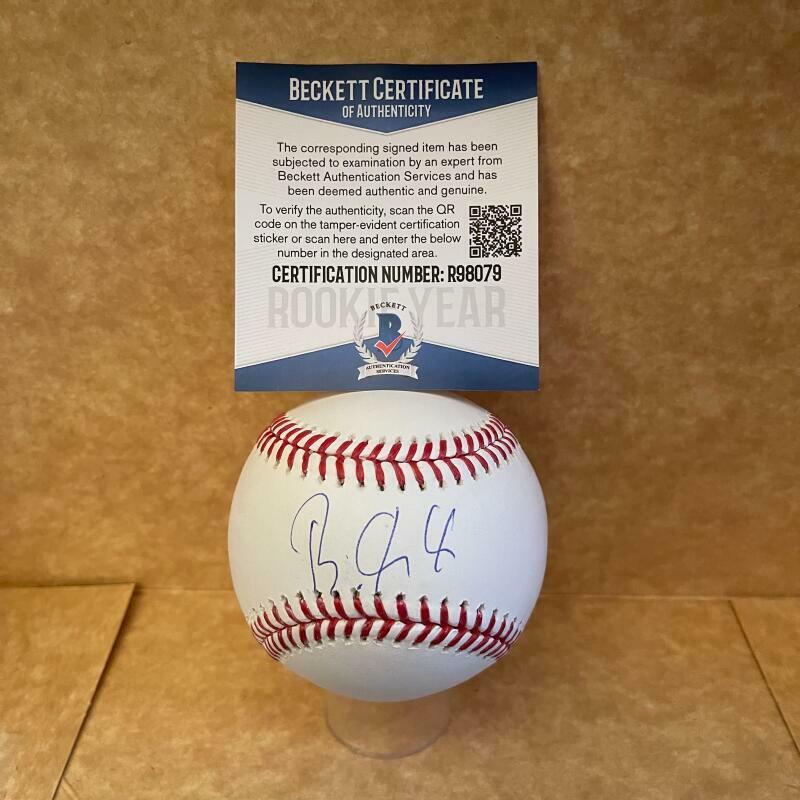 BECKETT CERTIFICATE
OF AUTHENTICITY
The corresponding signed item has been
subjected to examination by an expert from
Beckett Authentication Services and has
been deemed authentic and genuine.
To verify the authenticity, scan the QR
code on the tamper-evident certification
sticker or scan here and enter the below
number in the designated area.
CERTIFICATION NUMBER: R98079
ROOKIE YEAR
BECKETT
B
AUTHENTICATION
SERVICES